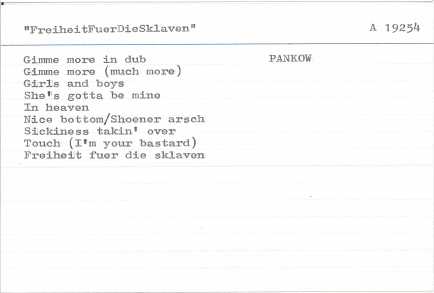 "FreiheitFuerDieSklaven" A 19254
Gimme more in dub PANKOW
Gimme more (much more)
Girls and boys
She's gotta be mine
In heaven
Nice bottom/Shoener arsch
Sickiness takin' over
Touch (I'm your bastard)
Freiheit fuer die sklaven